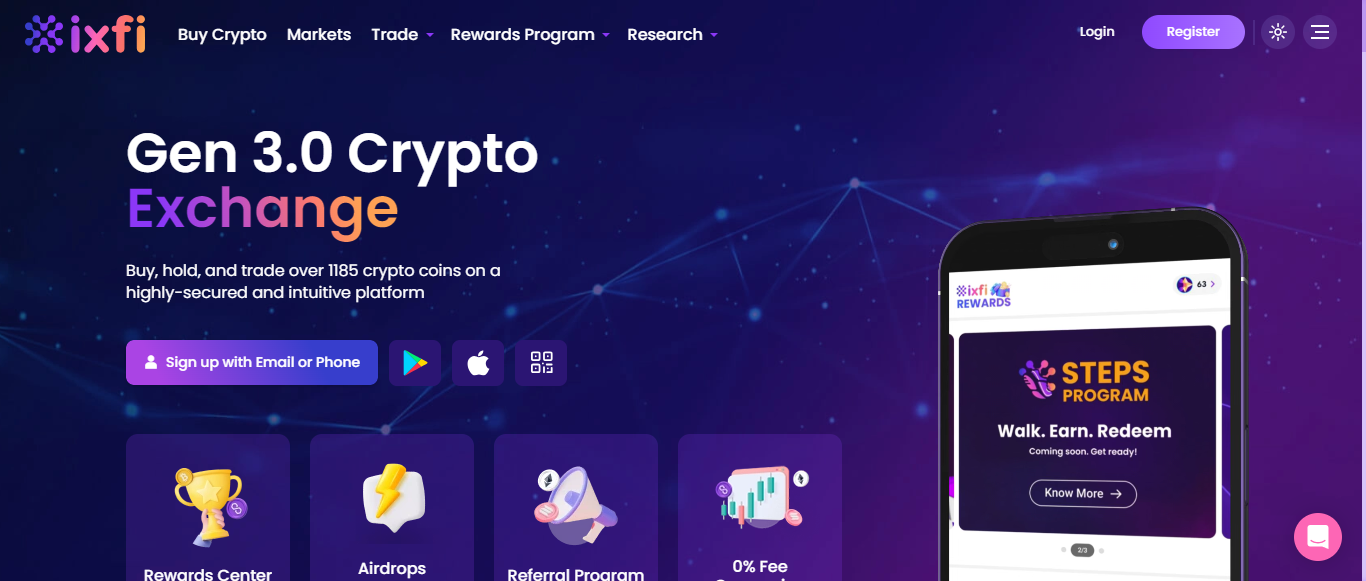 ixfi
Buy Crypto
Markets
Trade
Rewards Program
Research
Login
Register
Gen 3.0 Crypto
Exchange
Buy, hold, and trade over 1185 crypto coins on a
highly-secured and intuitive platform
Sign up with Email or Phone
Rewards Center
Airdrops
Referral Program
0% Fee
ixfi
REWARDS
63
STEPS
PROGRAM
Walk. Earn. Redeem
Coming soon. Get ready!
Know More
2/3